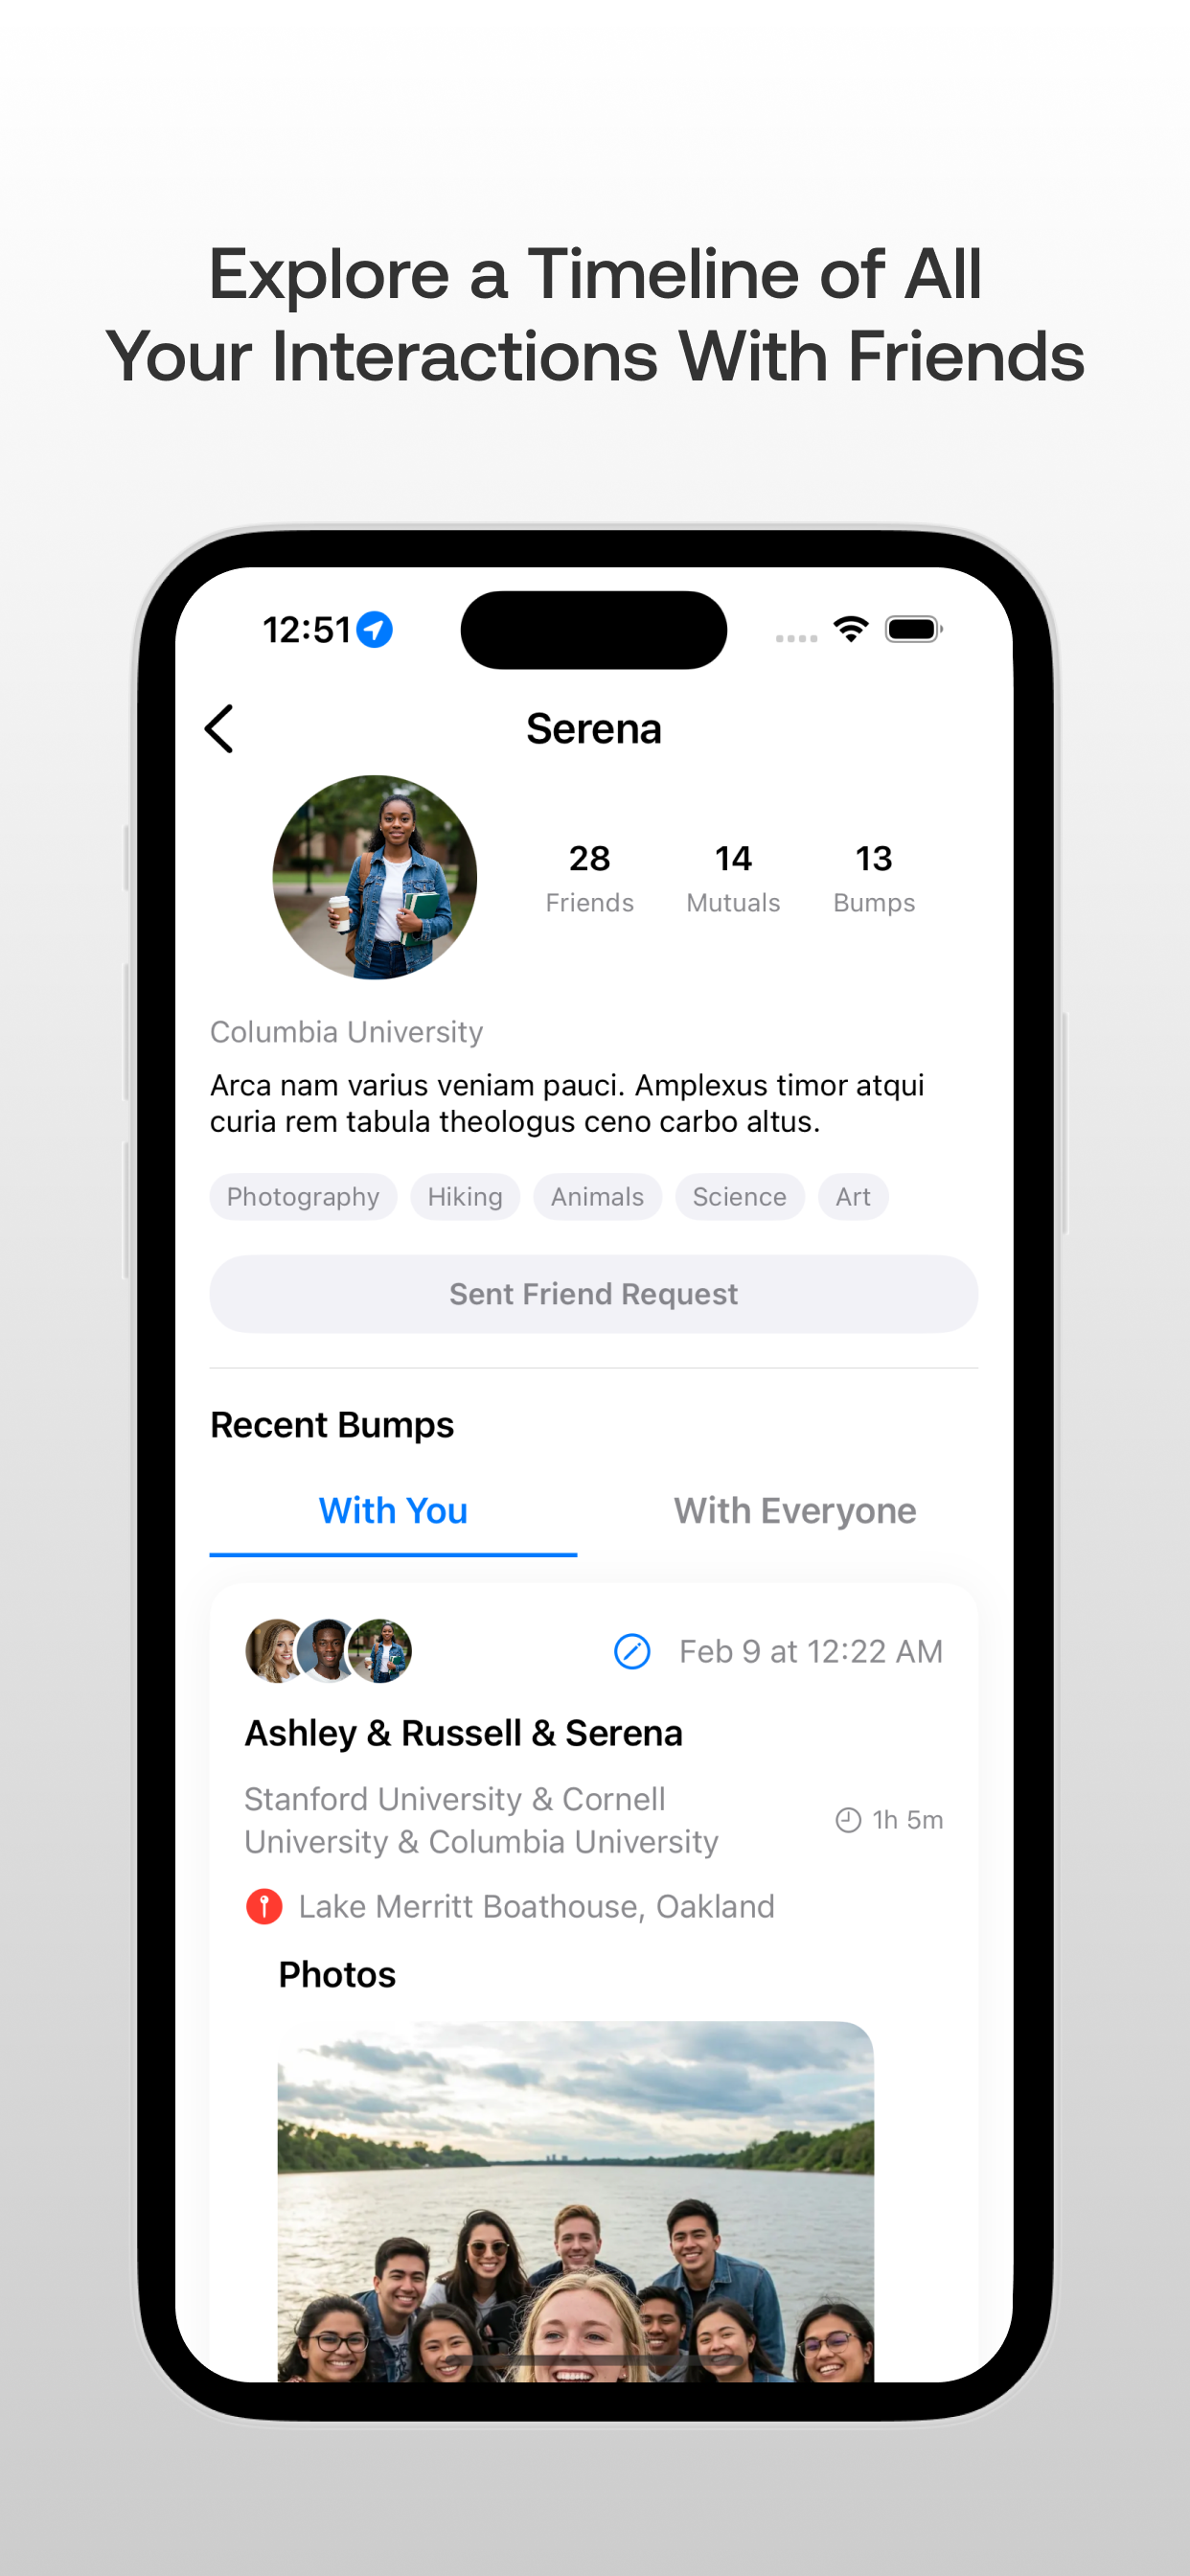 Explore a Timeline of All
Your Interactions With Friends
12:51
Serena
28 14 13
Friends Mutuals Bumps
Columbia University
Arca nam varius veniam pauci. Amplexus timor atqui
curia rem tabula theologus ceno carbo altus.
Photography Hiking Animals Science Art
Sent Friend Request
Recent Bumps
With You With Everyone
Feb 9 at 12:22 AM
Ashley & Russell & Serena
Stanford University & Cornell
University & Columbia University
1h 5m
Lake Merritt Boathouse, Oakland
Photos